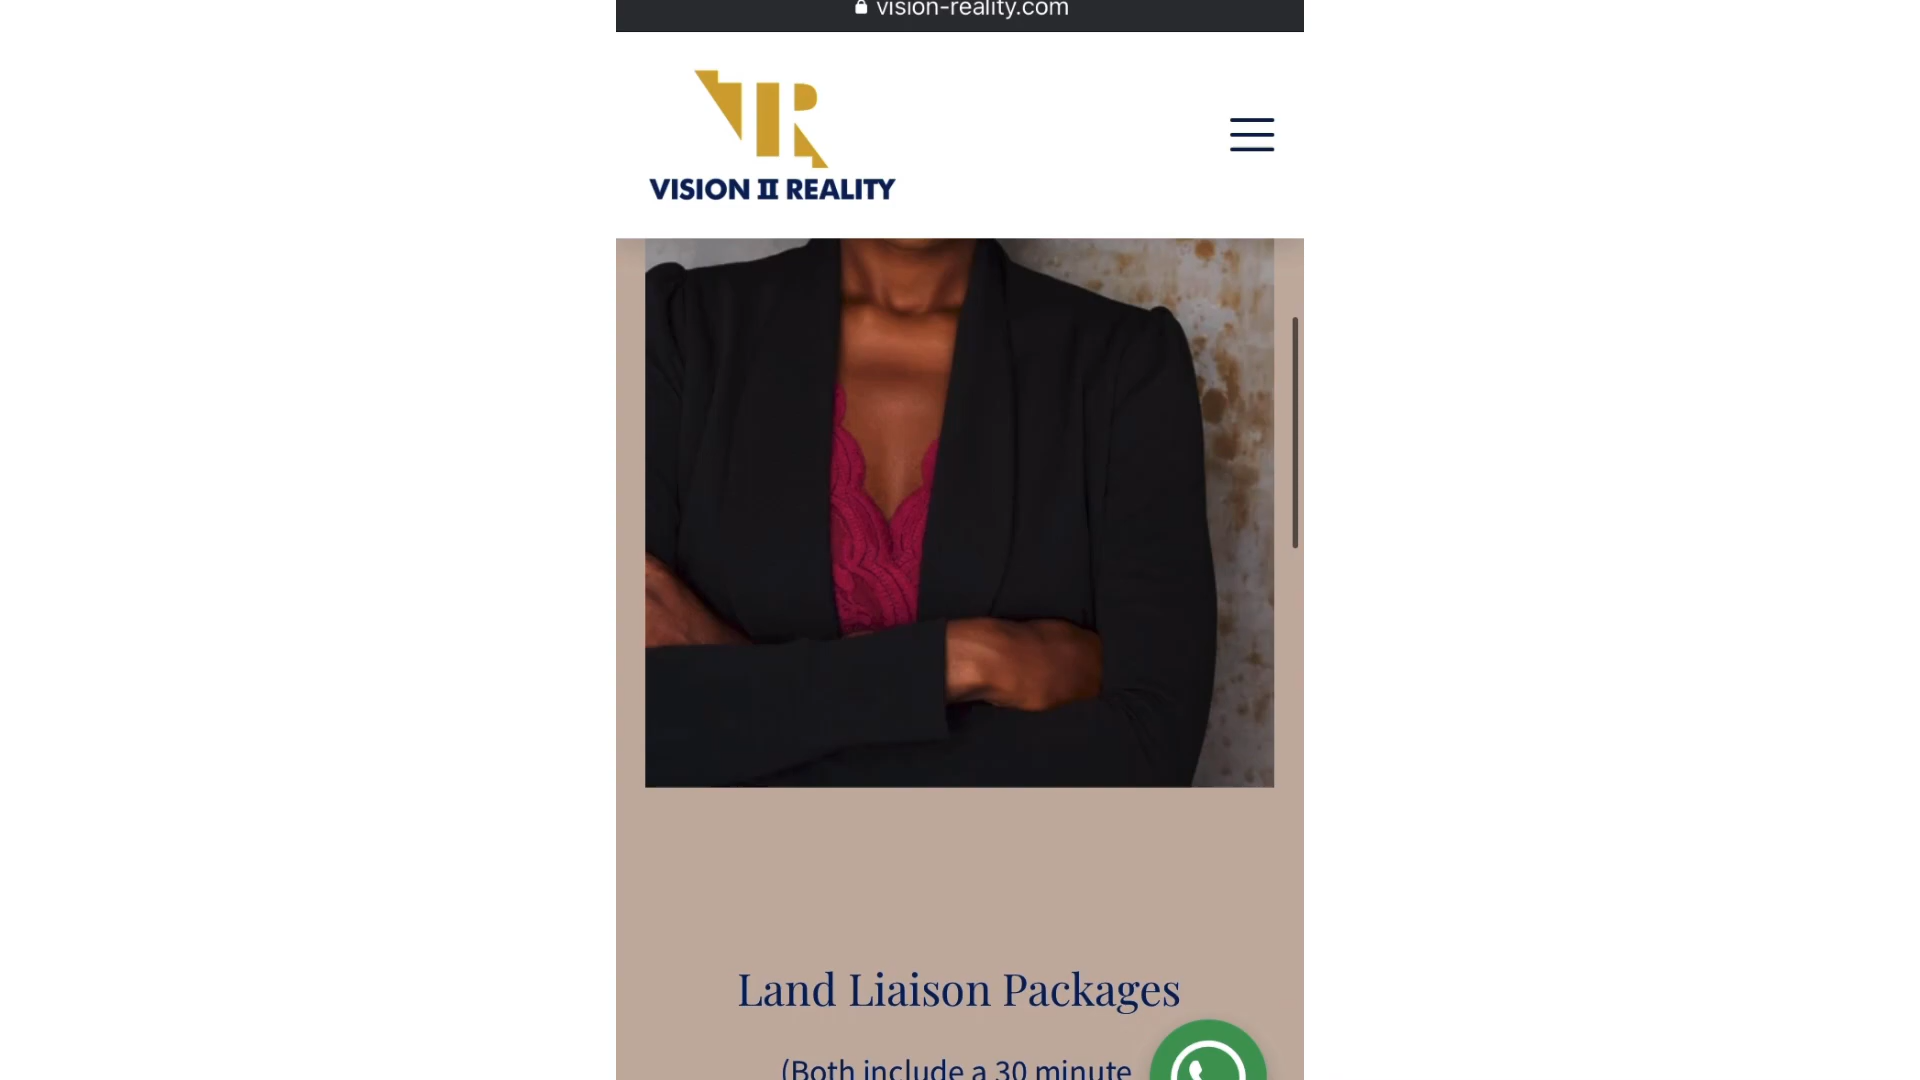 vision-reality.com
VISION II REALITY
Land Liaison Packages
(Both include a 30 minute